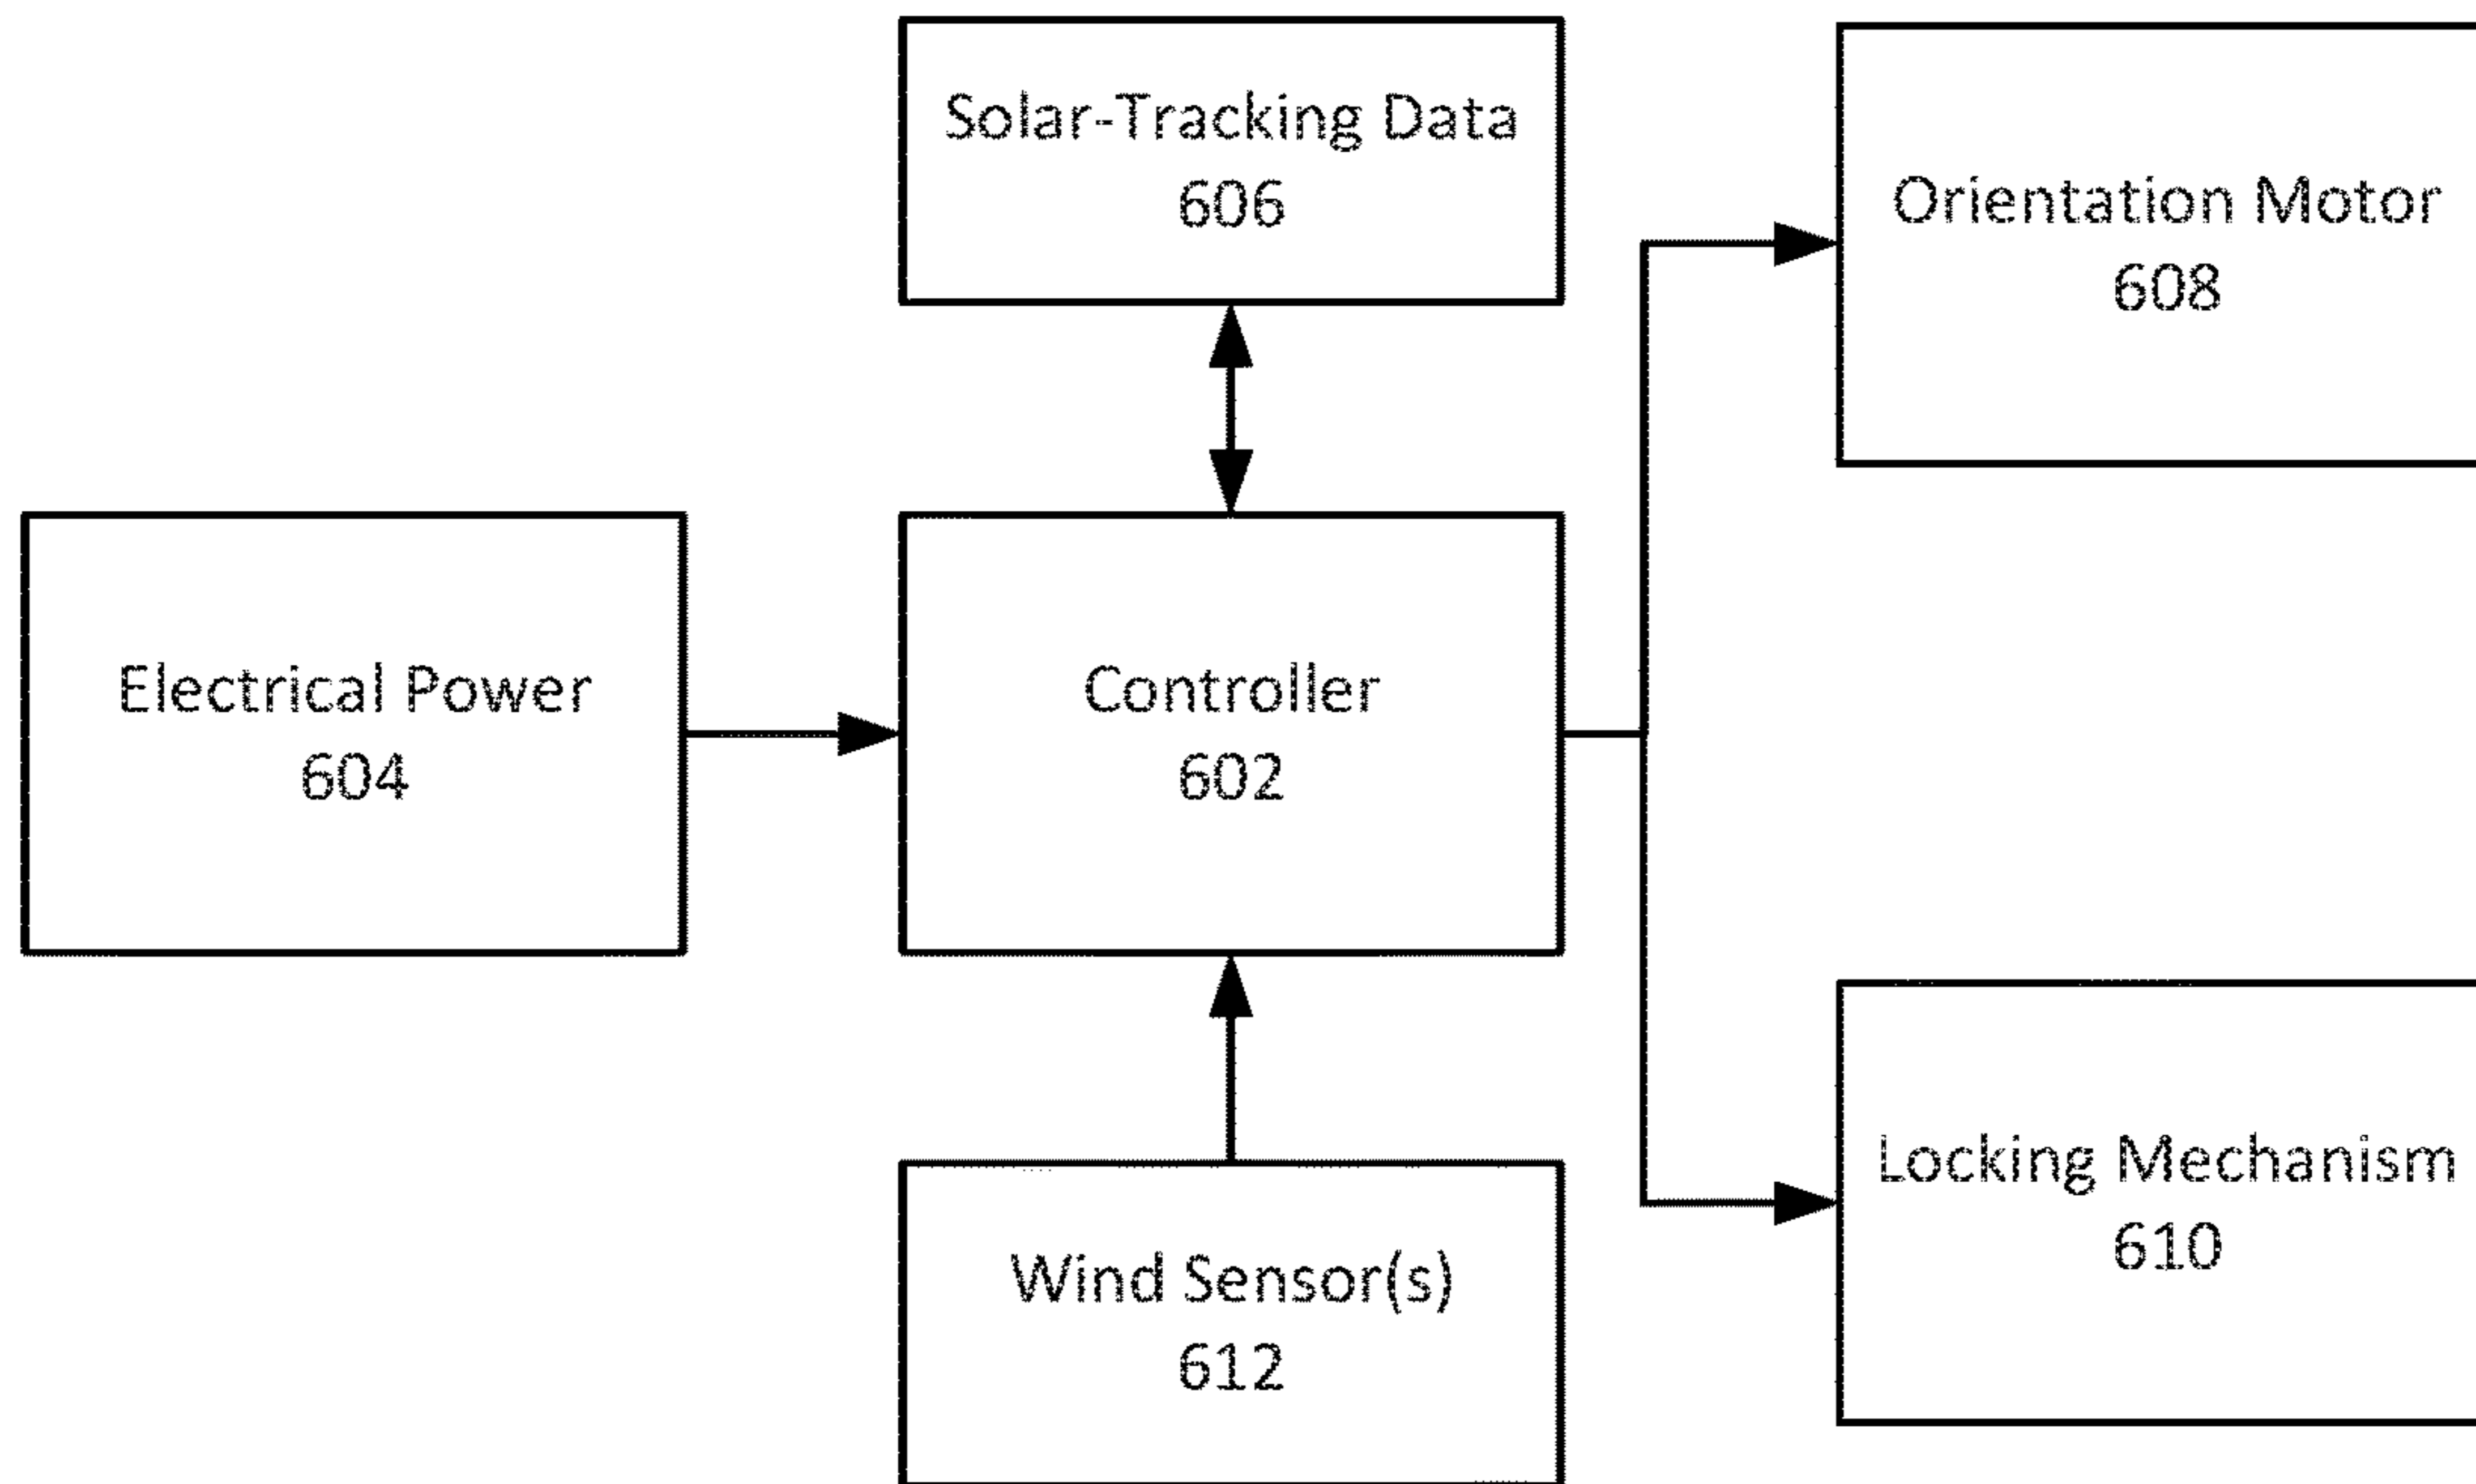 Solar-Tracking Data
606
Orientation Motor
608
Electrical Power
604
Controller
602
Locking Mechanism
610
Wind Sensor(s)
612